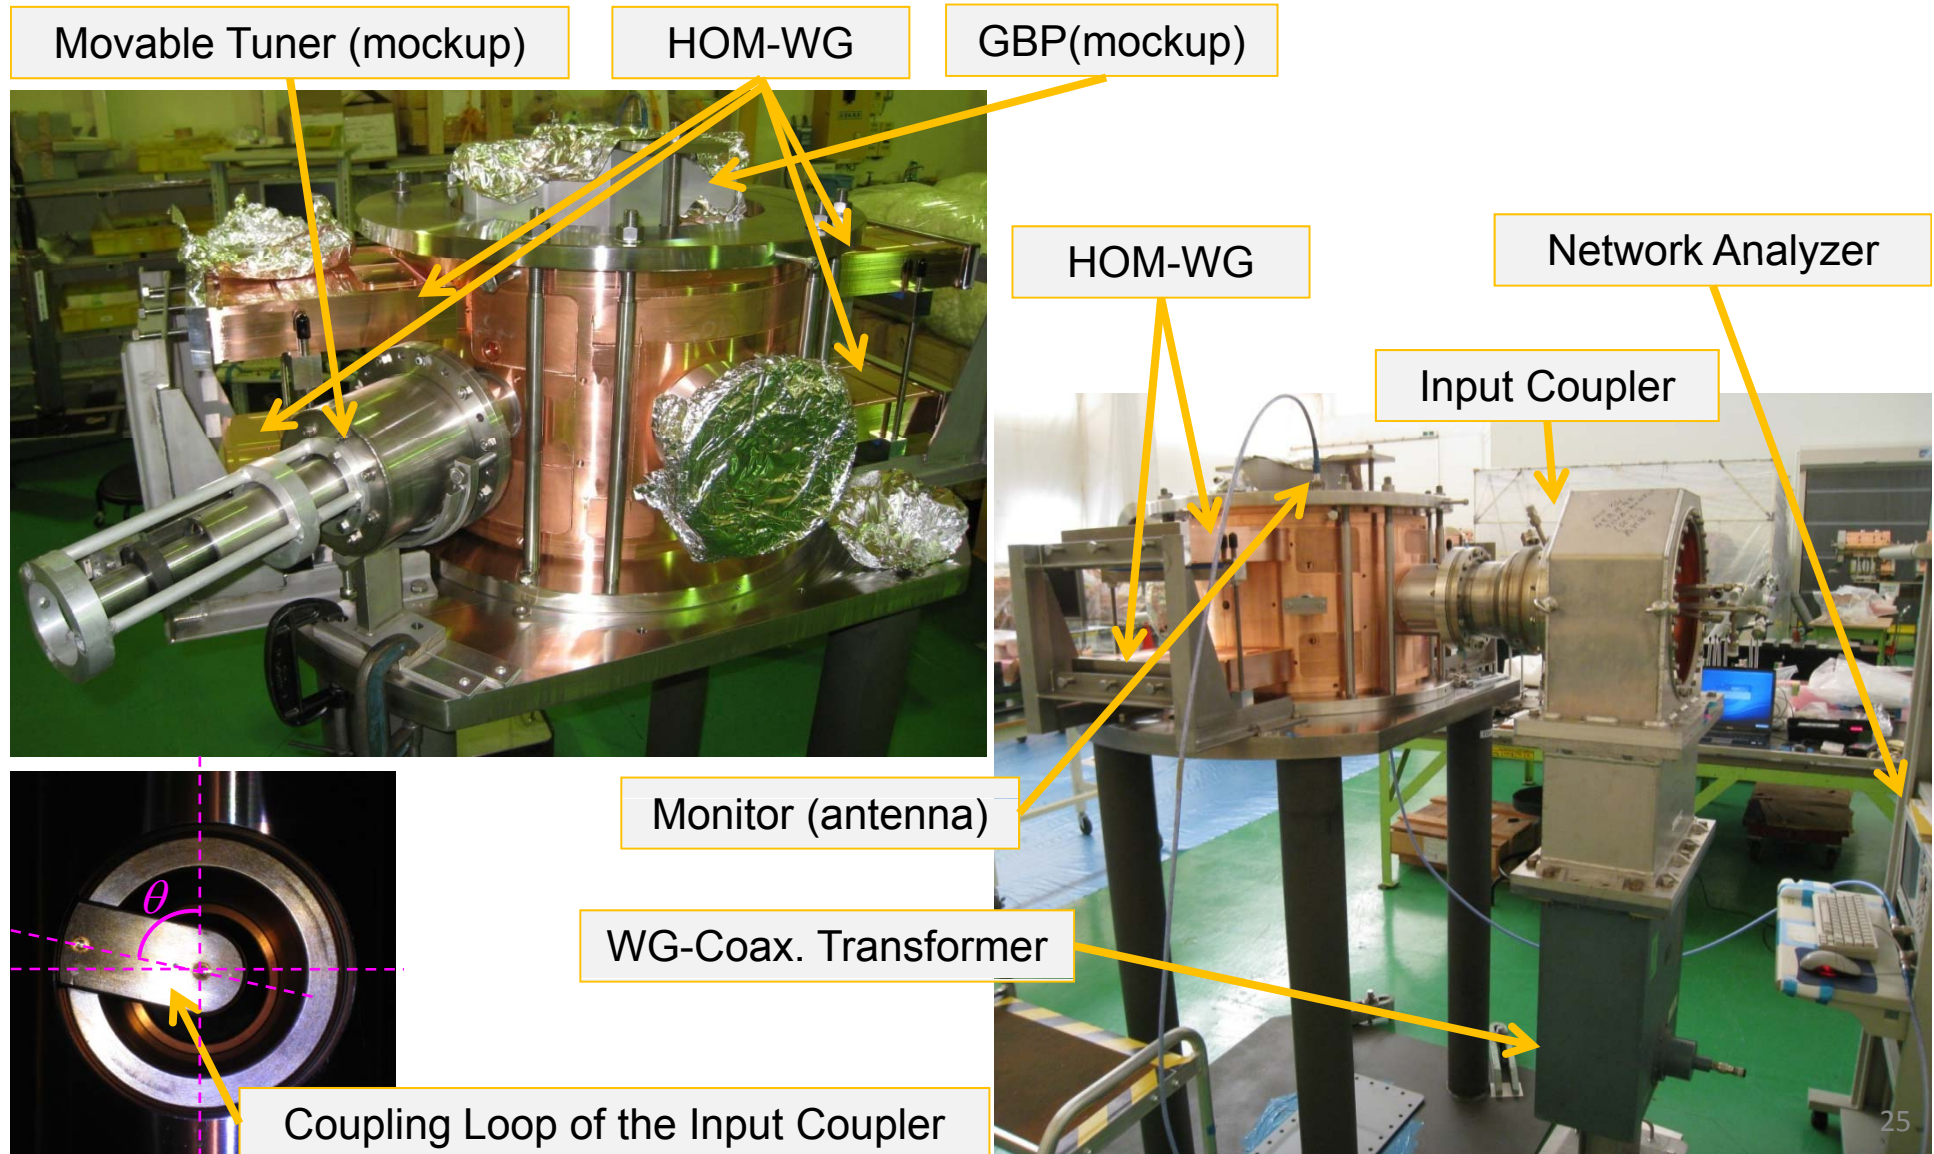 Movable Tuner (mockup)
HOM-WG
GBP(mockup)
HOM-WG
Network Analyzer
Input Coupler
Monitor (antenna)
θ
WG-Coax. Transformer
Coupling Loop of the Input Coupler
25